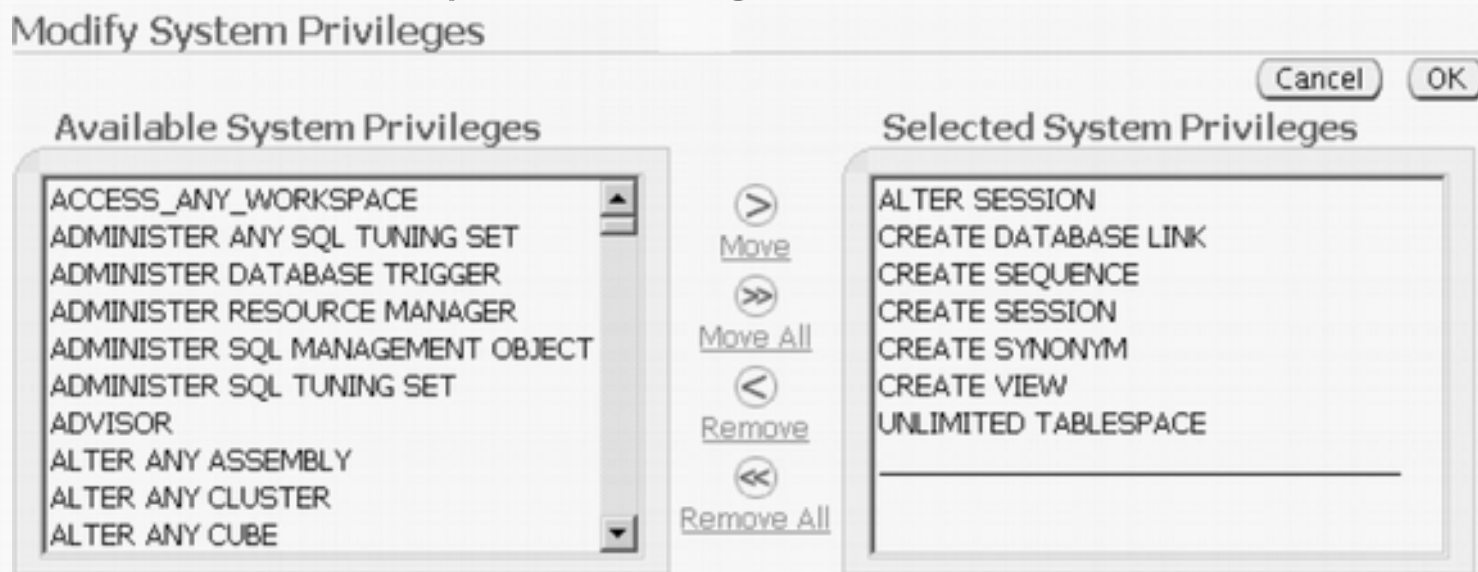 Modify System Privileges
Cancel OK
Available System Privileges
ACCESS_ANY_WORKSPACE
ADMINISTER ANY SQL TUNING SET
ADMINISTER DATABASE TRIGGER
ADMINISTER RESOURCE MANAGER
ADMINISTER SQL MANAGEMENT OBJECT
ADMINISTER SQL TUNING SET
ADVISOR
ALTER ANY ASSEMBLY
ALTER ANY CLUSTER
ALTER ANY CUBE
Move
Move All
Remove
Remove All
Selected System Privileges
ALTER SESSION
CREATE DATABASE LINK
CREATE SEQUENCE
CREATE SESSION
CREATE SYNONYM
CREATE VIEW
UNLIMITED TABLESPACE